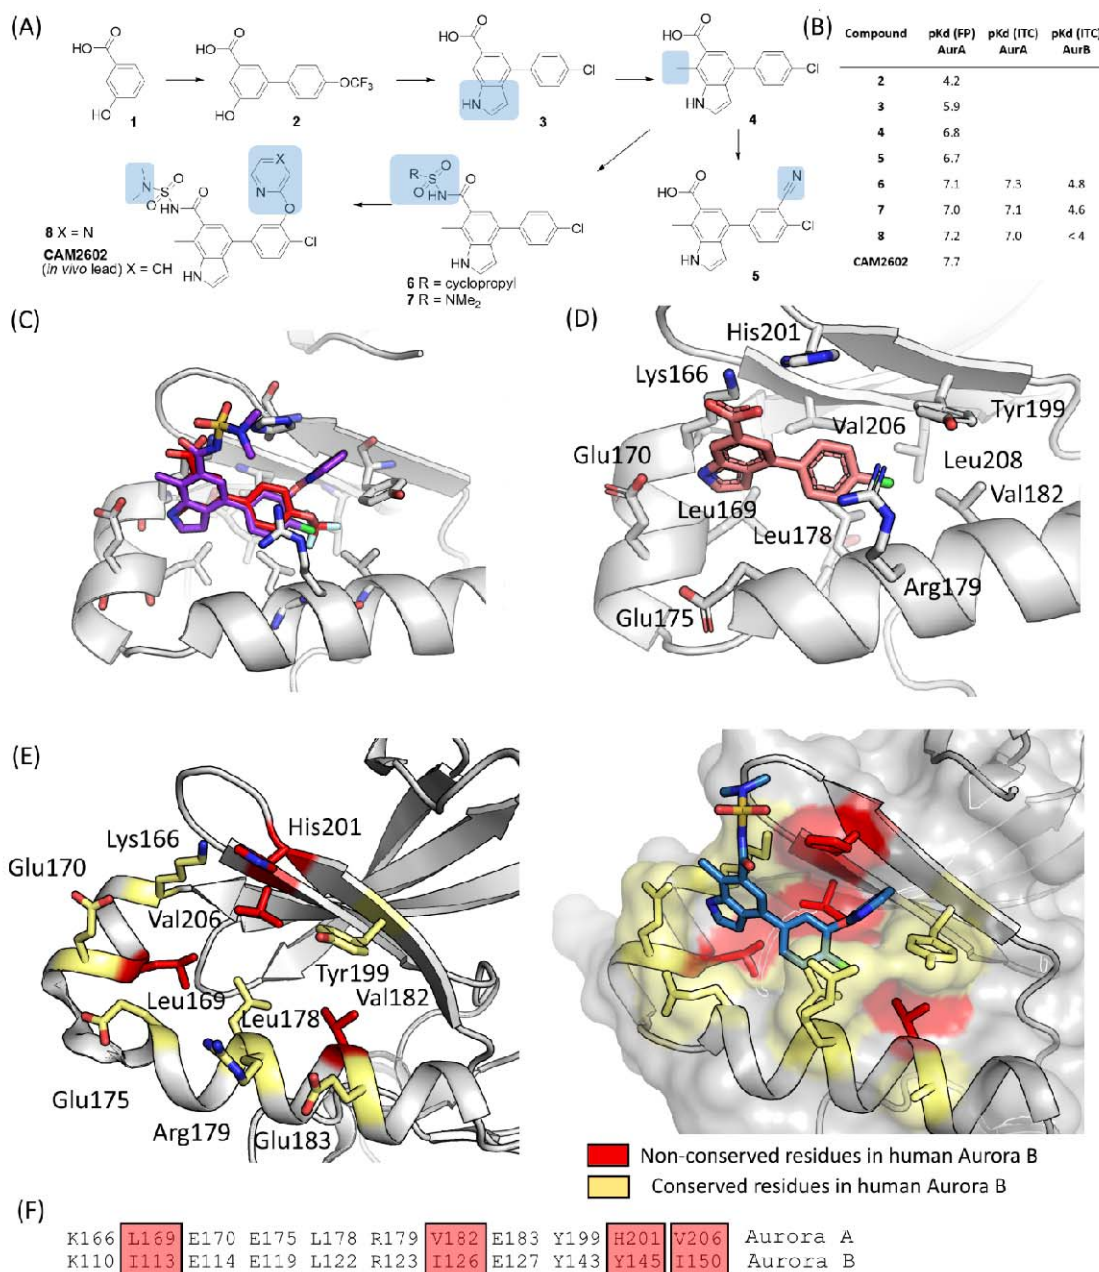 (A)
HO
O
HO
1
HO
O
OCF₃
HO
2
HO
O
Cl
HN
3
HO
O
Cl
HN
4
(B)
Compound pKd (FP) AurA pKd (ITC) AurA pKd (ITC) AurB
2 4.2
3 5.9
4 6.8
5 6.7
6 7.1 7.3 4.8
7 7.0 7.1 4.6
8 7.2 7.0 < 4
CAM2602 7.7
N
S
O
O
NH
O
X
N
O
Cl
HN
8 X = N
CAM2602
(in vivo lead) X = CH
R
S
O
O
NH
O
Cl
HN
6 R = cyclopropyl
7 R = NMe₂
HO
O
N
Cl
HN
5
(C)
(D)
His201
Lys166
Tyr199
Val206
Glu170
Leu208
Leu169
Val182
Leu178
Arg179
Glu175
(E)
His201
Lys166
Glu170
Val206
Tyr199
Leu169
Val182
Leu178
Glu175
Arg179
Glu183
Non-conserved residues in human Aurora B
Conserved residues in human Aurora B
(F)
K166 L169 E170 E175 L178 R179 V182 E183 Y199 H201 V206 Aurora A
K110 I113 E114 E119 L122 R123 I126 E127 Y143 Y145 I150 Aurora B